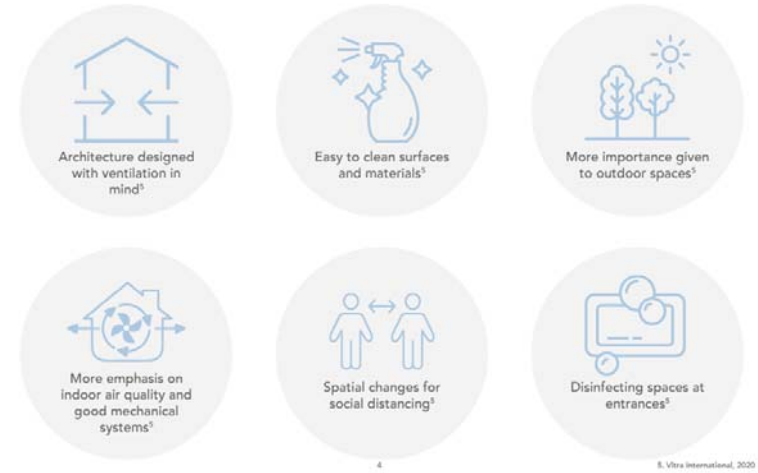 Architecture designed
with ventilation in
mind⁵
Easy to clean surfaces
and materials⁵
More importance given
to outdoor spaces⁵
More emphasis on
indoor air quality and
good mechanical
systems⁵
Spatial changes for
social distancing⁵
Disinfecting spaces at
entrances⁵
4
5. Vitra International, 2020